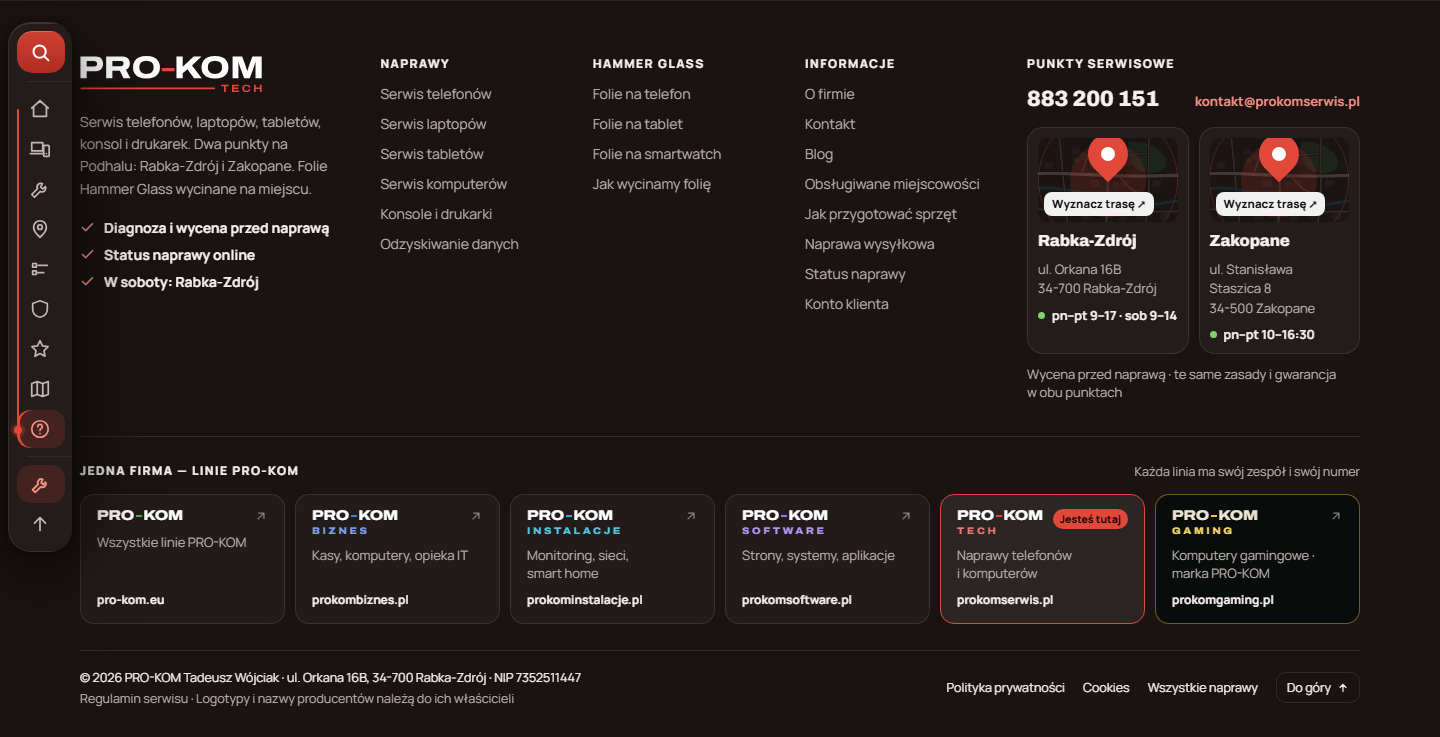 PRO-KOM
TECH
Serwis telefonów, laptopów, tabletów,
konsol i drukarek. Dwa punkty na
Podhalu: Rabka-Zdrój i Zakopane. Folie
Hammer Glass wycinane na miejscu.
Diagnoza i wycena przed naprawą
Status naprawy online
W soboty: Rabka-Zdrój
NAPRAWY
Serwis telefonów
Serwis laptopów
Serwis tabletów
Serwis komputerów
Konsole i drukarki
Odzyskiwanie danych
HAMMER GLASS
Folie na telefon
Folie na tablet
Folie na smartwatch
Jak wycinamy folię
INFORMACJE
O firmie
Kontakt
Blog
Obsługiwane miejscowości
Jak przygotować sprzęt
Naprawa wysyłkowa
Status naprawy
Konto klienta
PUNKTY SERWISOWE
883 200 151
kontakt@prokomserwis.pl
Wyznacz trasę ↗
Rabka-Zdrój
ul. Orkana 16B
34-700 Rabka-Zdrój
pn–pt 9–17 · sob 9–14
Wyznacz trasę ↗
Zakopane
ul. Stanisława
Staszica 8
34-500 Zakopane
pn–pt 10–16:30
Wycena przed naprawą · te same zasady i gwarancja
w obu punktach
JEDNA FIRMA — LINIE PRO-KOM
Każda linia ma swój zespół i swój numer
PRO-KOM
Wszystkie linie PRO-KOM
pro-kom.eu
PRO-KOM
BIZNES
Kasy, komputery, opieka IT
prokombiznes.pl
PRO-KOM
INSTALACJE
Monitoring, sieci,
smart home
prokominstalacje.pl
PRO-KOM
SOFTWARE
Strony, systemy, aplikacje
prokomsoftware.pl
PRO-KOM
TECH
Jesteś tutaj
Naprawy telefonów
i komputerów
prokomserwis.pl
PRO-KOM
GAMING
Komputery gamingowe ·
marka PRO-KOM
prokomgaming.pl
© 2026 PRO-KOM Tadeusz Wójciak · ul. Orkana 16B, 34-700 Rabka-Zdrój · NIP 7352511447
Regulamin serwisu · Logotypy i nazwy producentów należą do ich właścicieli
Polityka prywatności
Cookies
Wszystkie naprawy
Do góry ↑